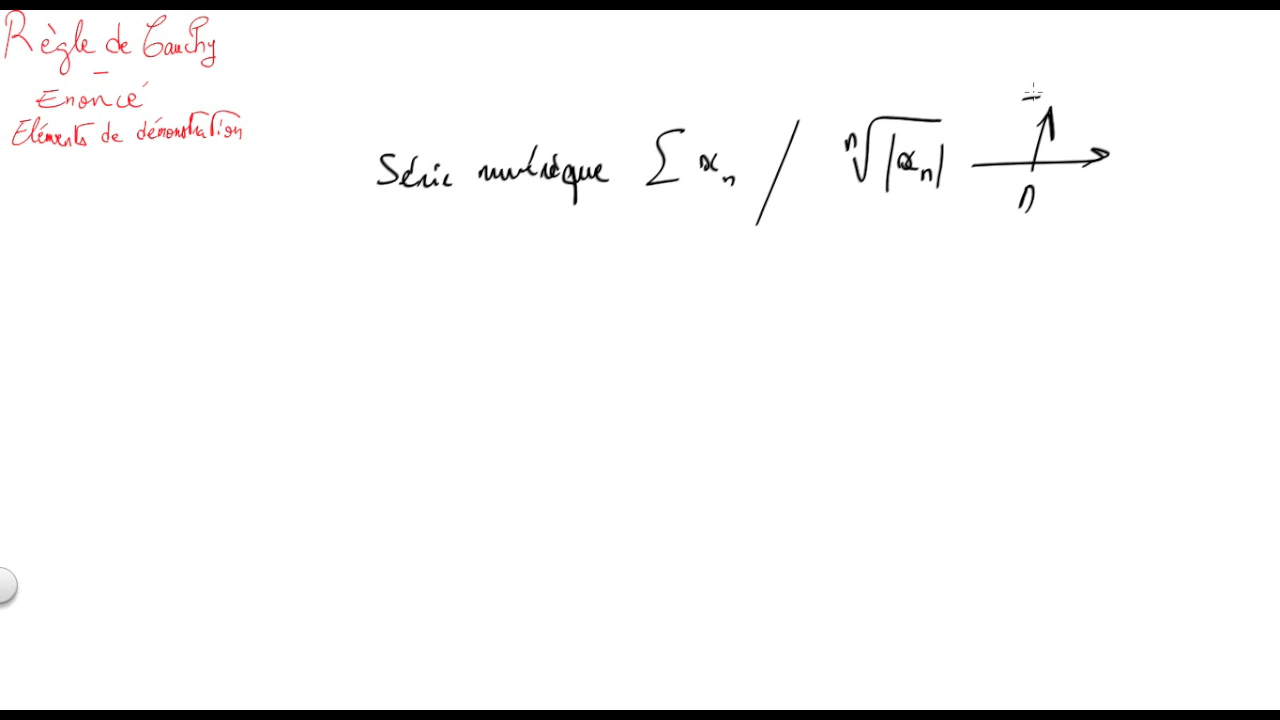 Règle de Cauchy
–
Enoncé
Eléments de démonstration
Série numérique ∑ xₙ / ⁿ√|xₙ| →
n